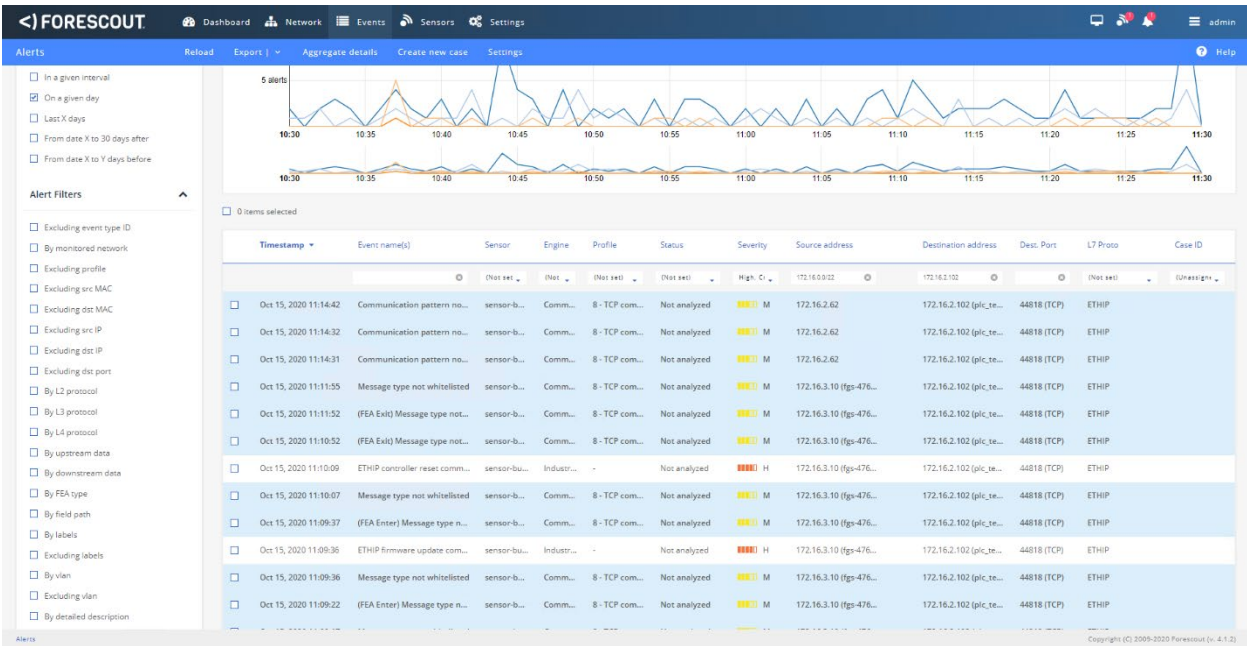 <) FORESCOUT. Dashboard Network Events Sensors Settings admin
Alerts Reload Export | Aggregate details Create new case Settings Help
In a given interval
On a given day
Last X days
From date X to 30 days after
From date X to Y days before
5 alerts
10:30 10:35 10:40 10:45 10:50 10:55 11:00 11:05 11:10 11:15 11:20 11:25 11:30
10:30 10:35 10:40 10:45 10:50 10:55 11:00 11:05 11:10 11:15 11:20 11:25 11:30
Alert Filters
Excluding event type ID
By monitored network
Excluding profile
Excluding src MAC
Excluding dst MAC
Excluding src IP
Excluding dst IP
Excluding dst port
By L2 protocol
By L3 protocol
By L4 protocol
By upstream data
By downstream data
By FEA type
By field path
By labels
Excluding labels
By vlan
Excluding vlan
By detailed description
0 items selected
Timestamp Event name(s) Sensor Engine Profile Status Severity Source address Destination address Dest. Port L7 Proto Case ID
(Not set (Not (Not set) (Not set) High, Cr 172.16.0.0/22 172.16.2.102 (Not set) (Unassigne
Oct 15, 2020 11:14:42 Communication pattern no... sensor-b... Comm... 8 - TCP com... Not analyzed M 172.16.2.62 172.16.2.102 (plc_te... 44818 (TCP) ETHIP
Oct 15, 2020 11:14:32 Communication pattern no... sensor-b... Comm... 8 - TCP com... Not analyzed M 172.16.2.62 172.16.2.102 (plc_te... 44818 (TCP) ETHIP
Oct 15, 2020 11:14:31 Communication pattern no... sensor-b... Comm... 8 - TCP com... Not analyzed M 172.16.2.62 172.16.2.102 (plc_te... 44818 (TCP) ETHIP
Oct 15, 2020 11:11:55 Message type not whitelisted sensor-b... Comm... 8 - TCP com... Not analyzed M 172.16.3.10 (fgs-476... 172.16.2.102 (plc_te... 44818 (TCP) ETHIP
Oct 15, 2020 11:11:52 (FEA Exit) Message type not... sensor-b... Comm... 8 - TCP com... Not analyzed M 172.16.3.10 (fgs-476... 172.16.2.102 (plc_te... 44818 (TCP) ETHIP
Oct 15, 2020 11:10:52 (FEA Exit) Message type not... sensor-b... Comm... 8 - TCP com... Not analyzed M 172.16.3.10 (fgs-476... 172.16.2.102 (plc_te... 44818 (TCP) ETHIP
Oct 15, 2020 11:10:09 ETHIP controller reset comm... sensor-bu... Industr... - Not analyzed H 172.16.3.10 (fgs-476... 172.16.2.102 (plc_te... 44818 (TCP) ETHIP
Oct 15, 2020 11:10:07 Message type not whitelisted sensor-b... Comm... 8 - TCP com... Not analyzed M 172.16.3.10 (fgs-476... 172.16.2.102 (plc_te... 44818 (TCP) ETHIP
Oct 15, 2020 11:09:37 (FEA Enter) Message type n... sensor-b... Comm... 8 - TCP com... Not analyzed M 172.16.3.10 (fgs-476... 172.16.2.102 (plc_te... 44818 (TCP) ETHIP
Oct 15, 2020 11:09:36 ETHIP firmware update com... sensor-bu... Industr... - Not analyzed H 172.16.3.10 (fgs-476... 172.16.2.102 (plc_te... 44818 (TCP) ETHIP
Oct 15, 2020 11:09:36 Message type not whitelisted sensor-b... Comm... 8 - TCP com... Not analyzed M 172.16.3.10 (fgs-476... 172.16.2.102 (plc_te... 44818 (TCP) ETHIP
Oct 15, 2020 11:09:22 (FEA Enter) Message type n... sensor-b... Comm... 8 - TCP com... Not analyzed M 172.16.3.10 (fgs-476... 172.16.2.102 (plc_te... 44818 (TCP) ETHIP
Alerts Copyright (C) 2009-2020 Forescout (v. 4.1.2)